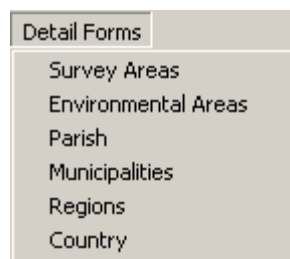 Detail Forms
Survey Areas
Environmental Areas
Parish
Municipalities
Regions
Country